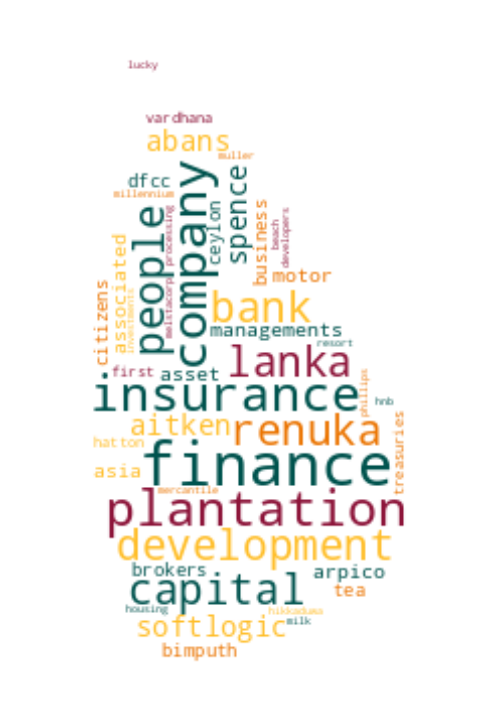 lucky
vardhana
abans
muller
dfcc
millennium
people
company
processing
melstacorp
ceylon
spence
business
beach
developers
associated
investments
citizens
motor
bank
managements
resort
lanka
first
asset
insurance
phillips
hnb
aitken
renuka
hatton
treasuries
finance
asia
mercantile
plantation
development
brokers
arpico
capital
tea
housing
hikkaduwa
milk
softlogic
bimputh